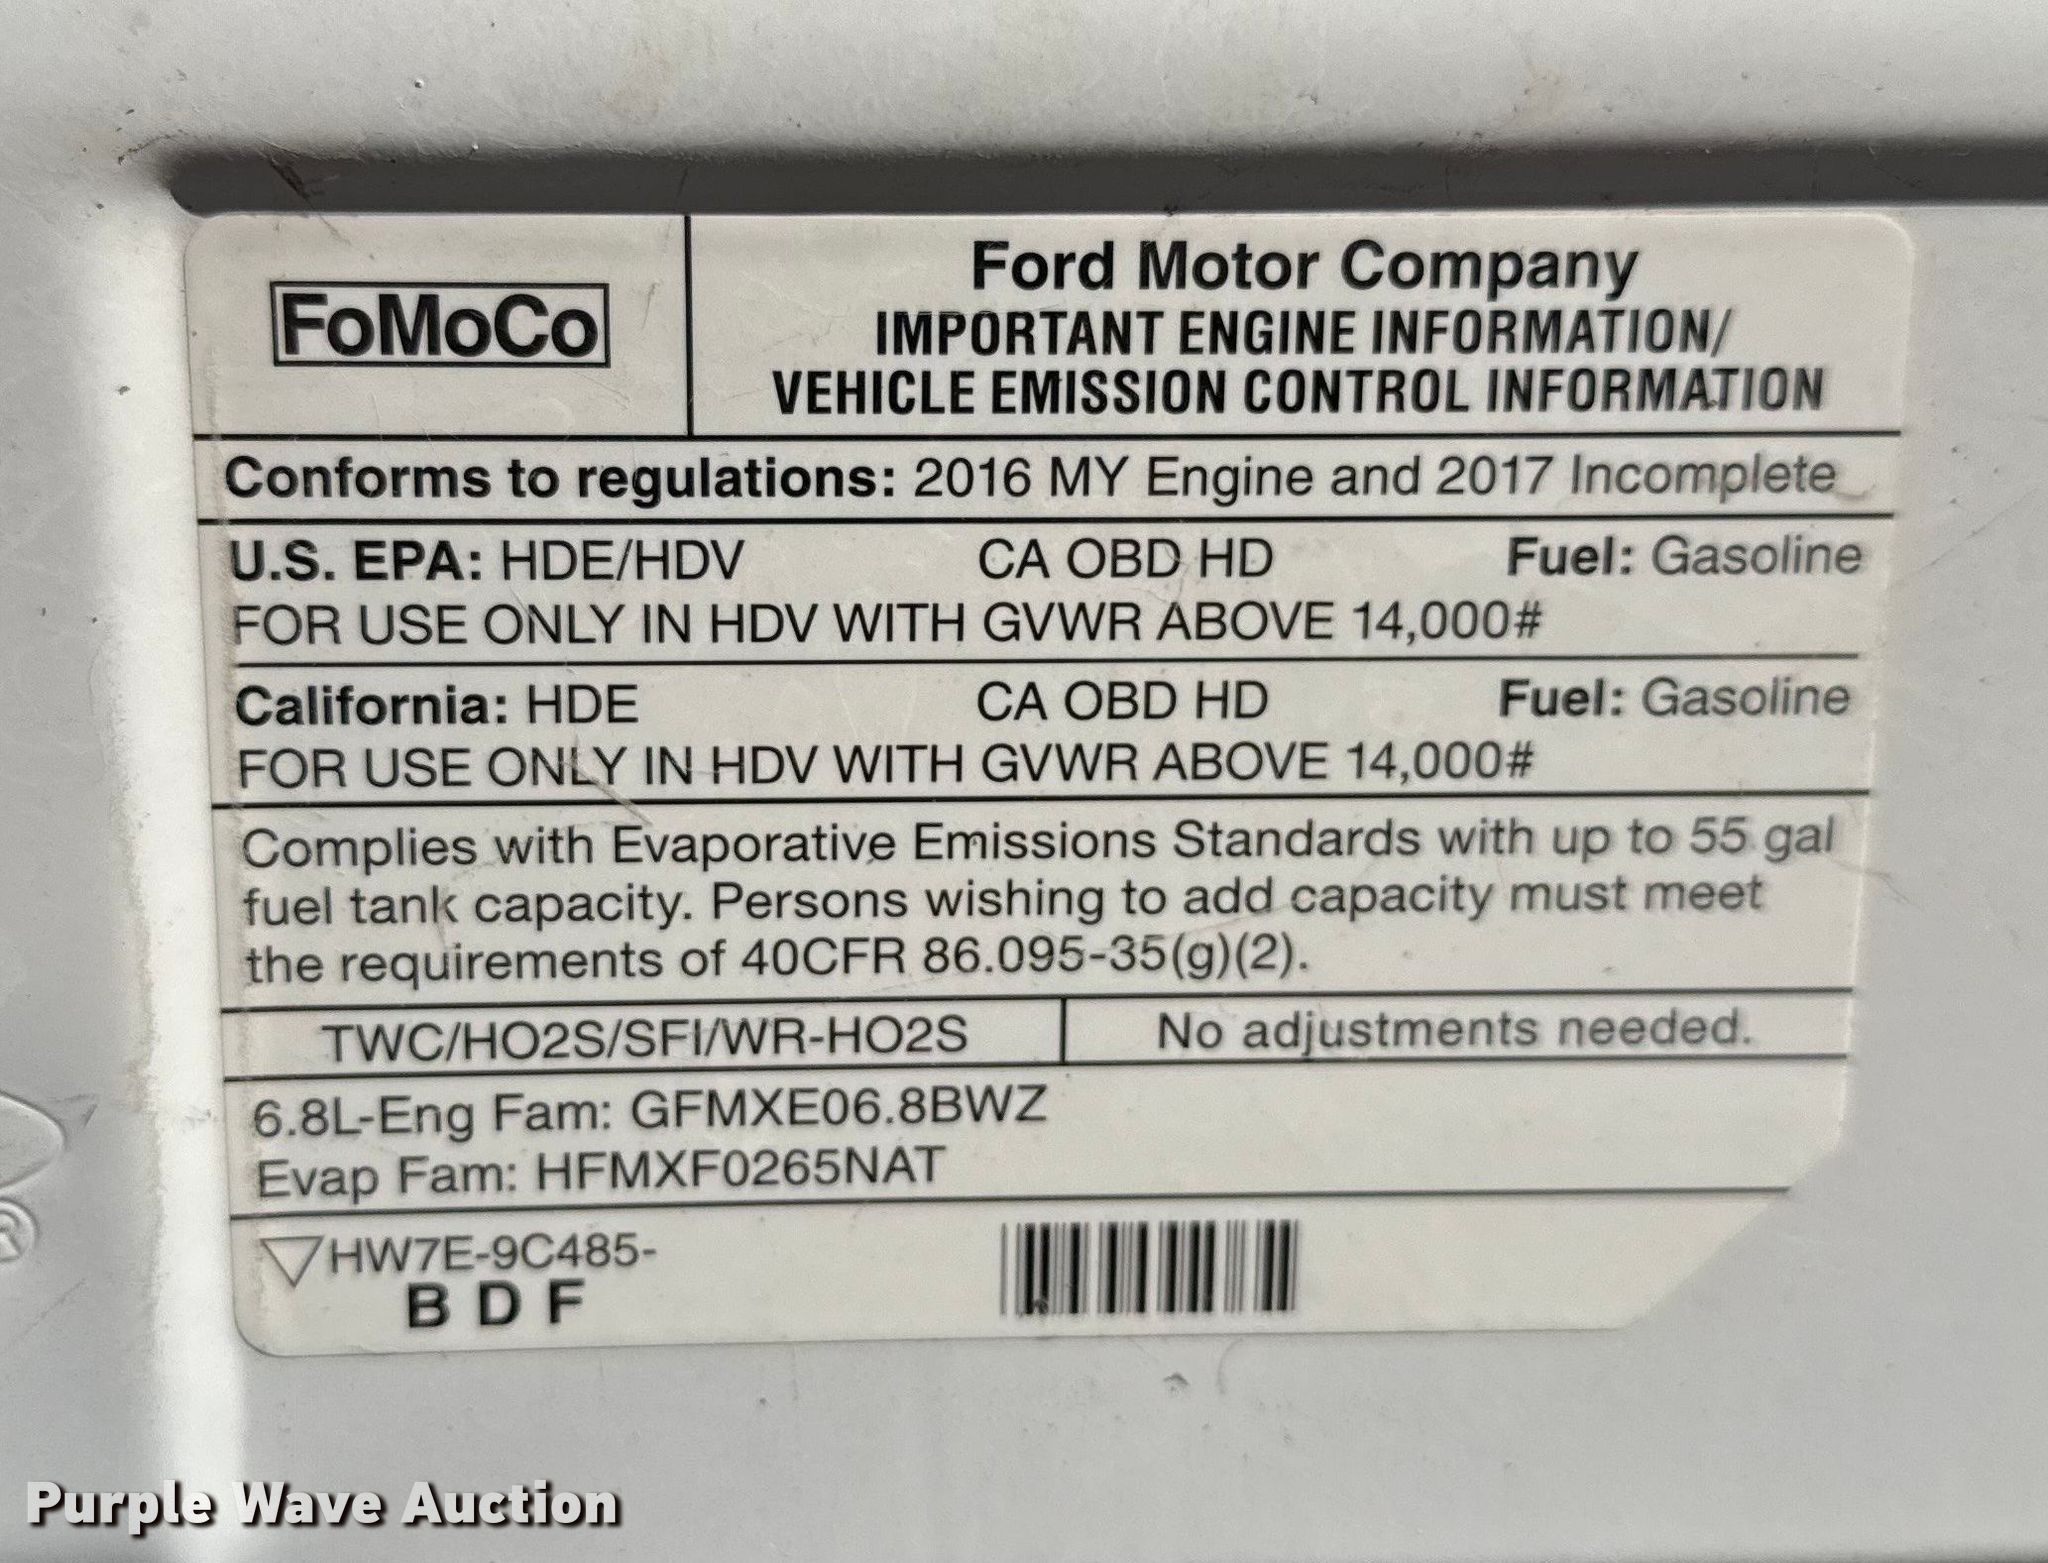 FoMoCo
Ford Motor Company
IMPORTANT ENGINE INFORMATION/
VEHICLE EMISSION CONTROL INFORMATION
Conforms to regulations: 2016 MY Engine and 2017 Incomplete
U.S. EPA: HDE/HDV CA OBD HD Fuel: Gasoline
FOR USE ONLY IN HDV WITH GVWR ABOVE 14,000#
California: HDE CA OBD HD Fuel: Gasoline
FOR USE ONLY IN HDV WITH GVWR ABOVE 14,000#
Complies with Evaporative Emissions Standards with up to 55 gal
fuel tank capacity. Persons wishing to add capacity must meet
the requirements of 40CFR 86.095-35(g)(2).
TWC/HO2S/SFI/WR-HO2S No adjustments needed.
6.8L-Eng Fam: GFMXE06.8BWZ
Evap Fam: HFMXF0265NAT
▽HW7E-9C485-
B D F
®
Purple Wave Auction